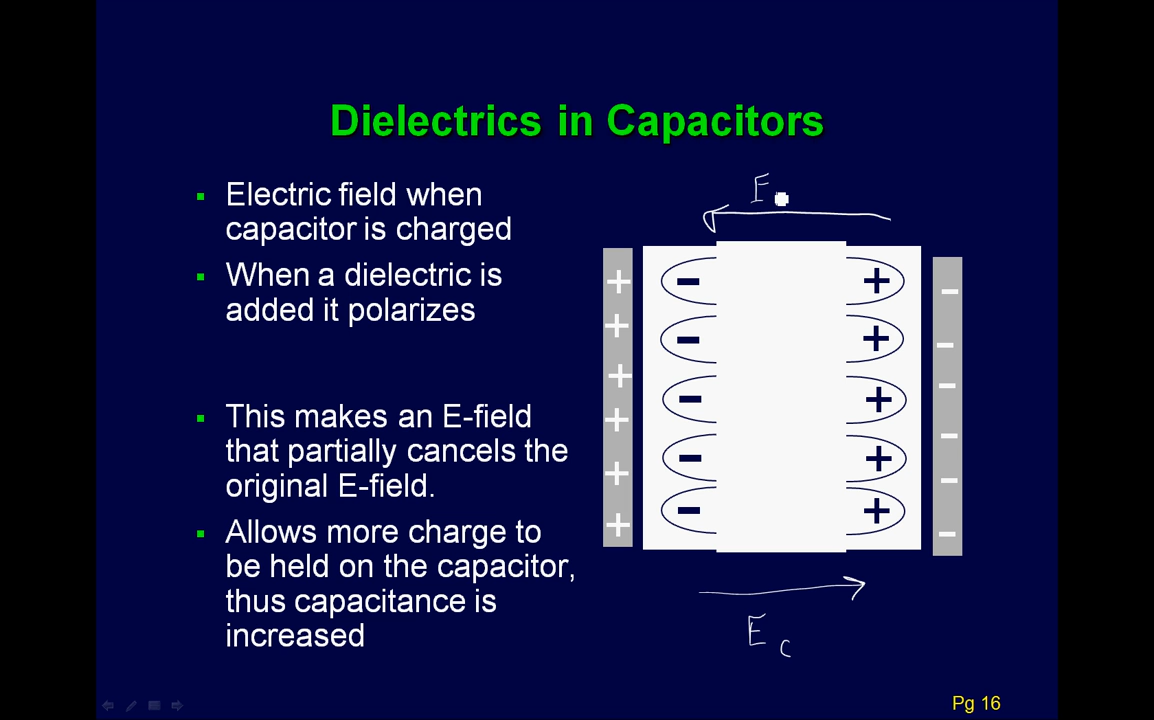 Dielectrics in Capacitors
Electric field when
capacitor is charged
When a dielectric is
added it polarizes
This makes an E-field
that partially cancels the
original E-field.
Allows more charge to
be held on the capacitor,
thus capacitance is
increased
+ - + -
+ - + -
+ - + -
+ - + -
+ - + -
+ -
E c
Pg 16